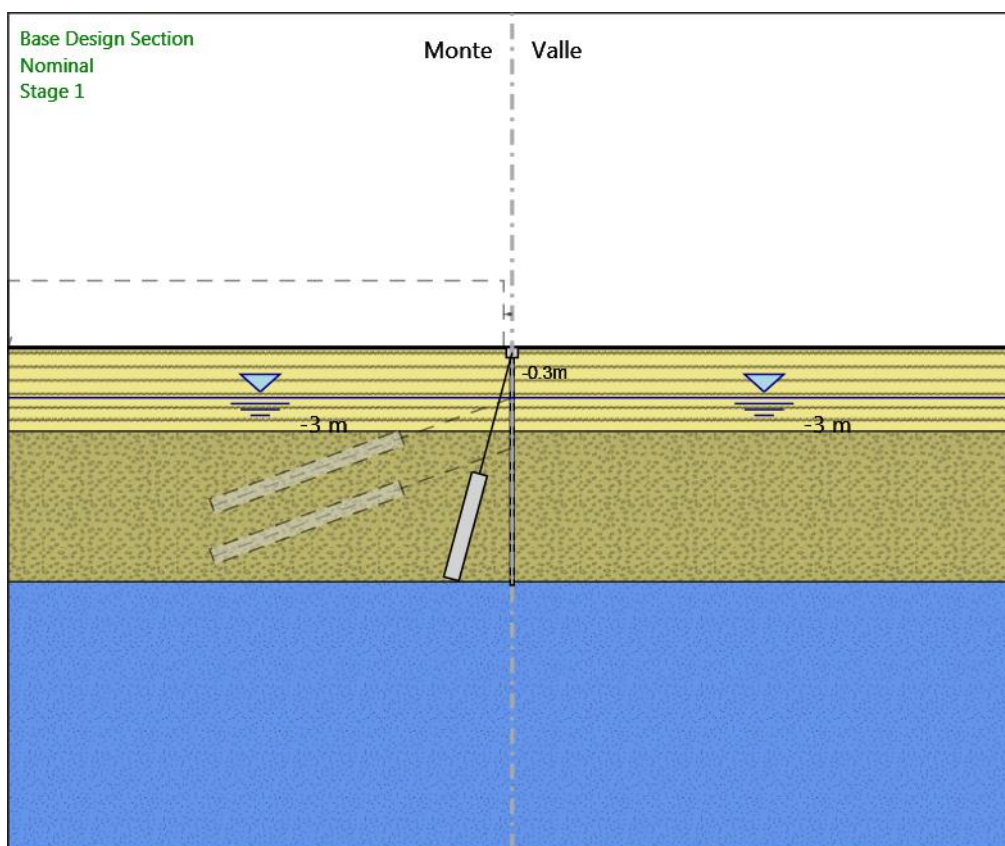 Base Design Section
Nominal
Stage 1
Monte
Valle
-0.3m
-3 m
-3 m